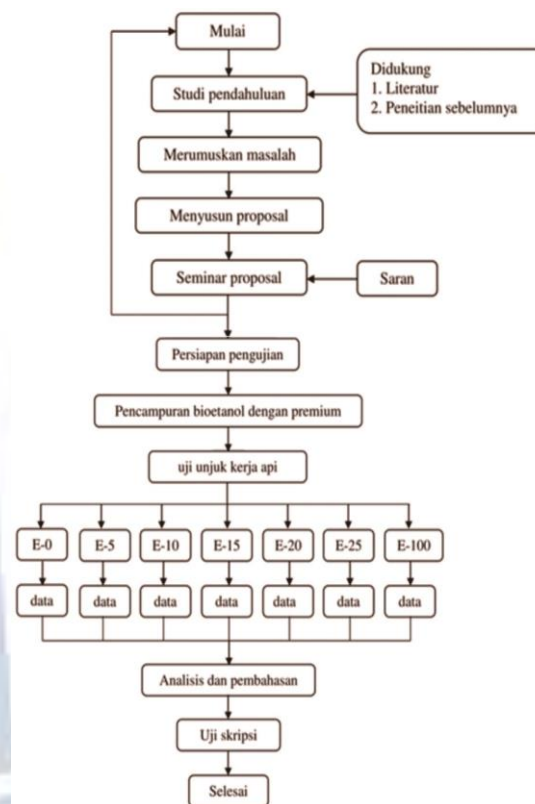 Mulai
Studi pendahuluan
Didukung
1. Literatur
2. Peneitian sebelumnya
Merumuskan masalah
Menyusun proposal
Seminar proposal
Saran
Persiapan pengujian
Pencampuran bioetanol dengan premium
uji unjuk kerja api
E-0
E-5
E-10
E-15
E-20
E-25
E-100
data
data
data
data
data
data
data
Analisis dan pembahasan
Uji skripsi
Selesai